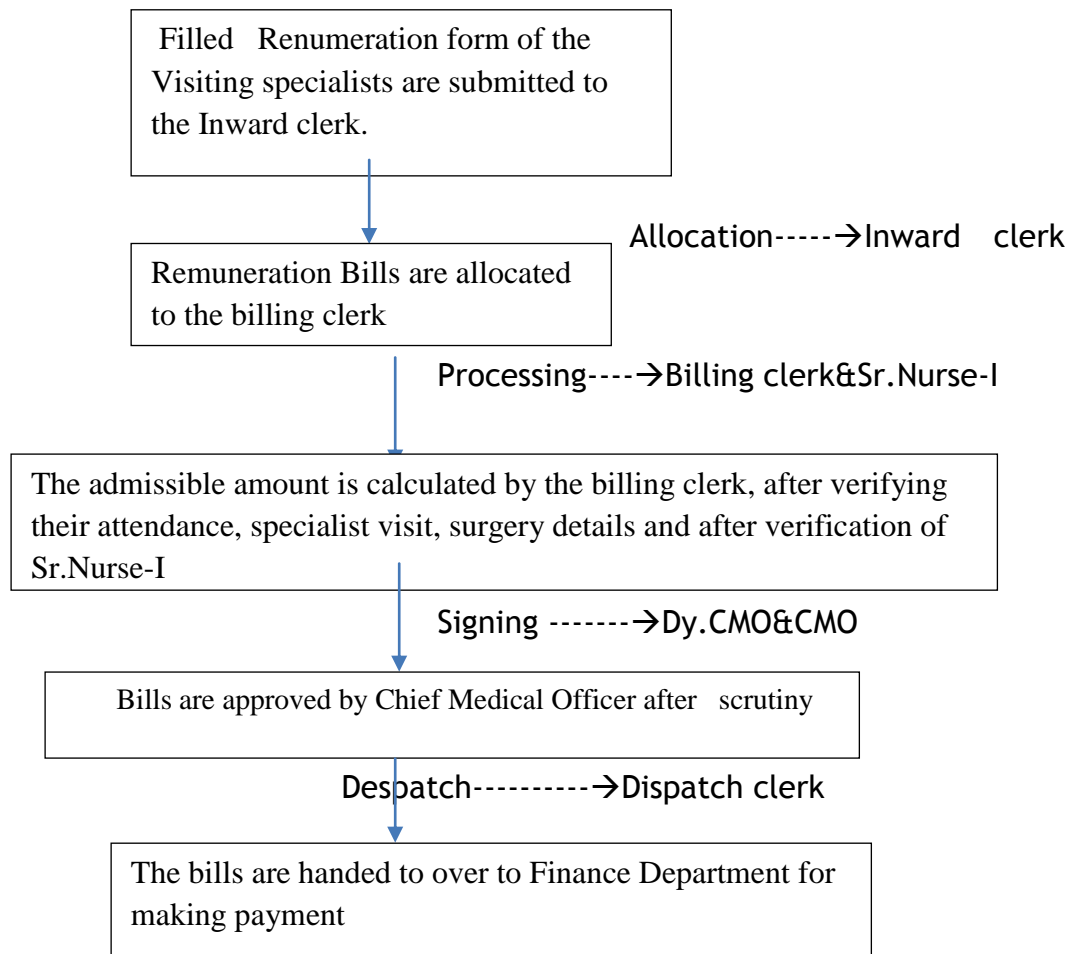 Filled Renumeration form of the
Visiting specialists are submitted to
the Inward clerk.
Allocation-----→Inward clerk
Remuneration Bills are allocated
to the billing clerk
Processing----→Billing clerk&Sr.Nurse-I
The admissible amount is calculated by the billing clerk, after verifying
their attendance, specialist visit, surgery details and after verification of
Sr.Nurse-I
Signing -------→Dy.CMO&CMO
Bills are approved by Chief Medical Officer after scrutiny
Despatch----------→Dispatch clerk
The bills are handed to over to Finance Department for
making payment